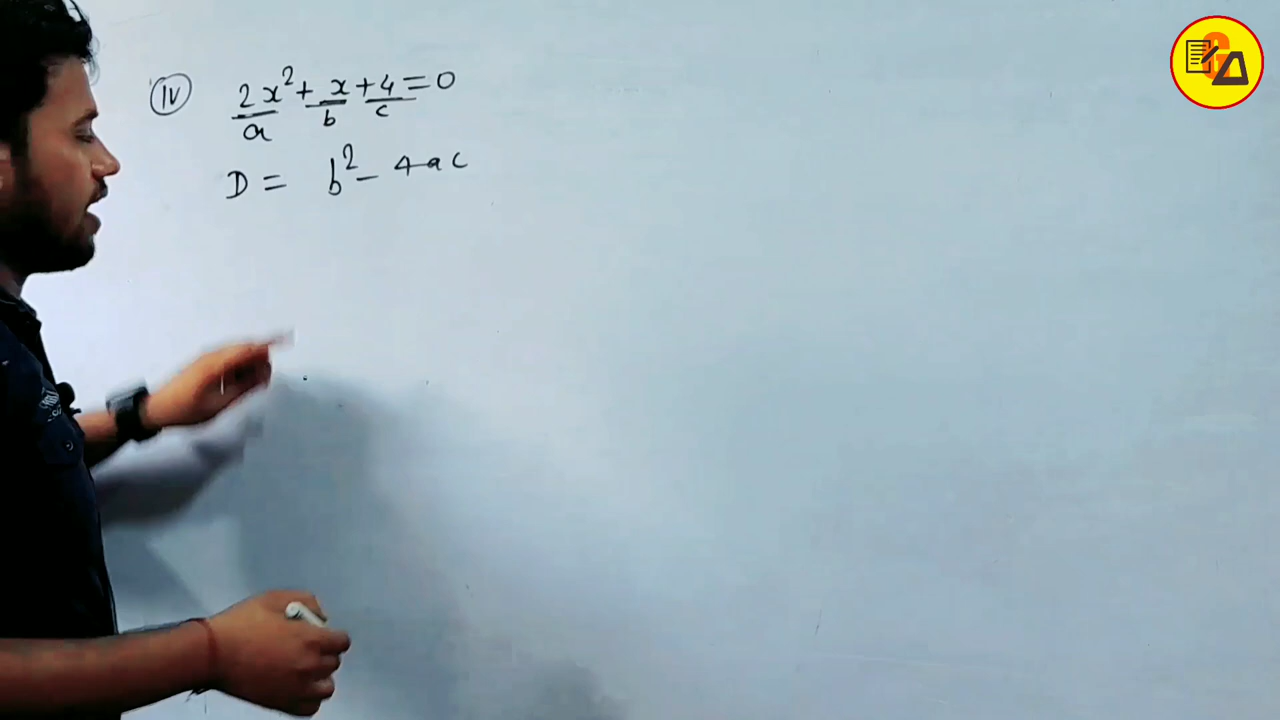 (iv) 2x² + x + 4 = 0
a b c
D = b² - 4ac